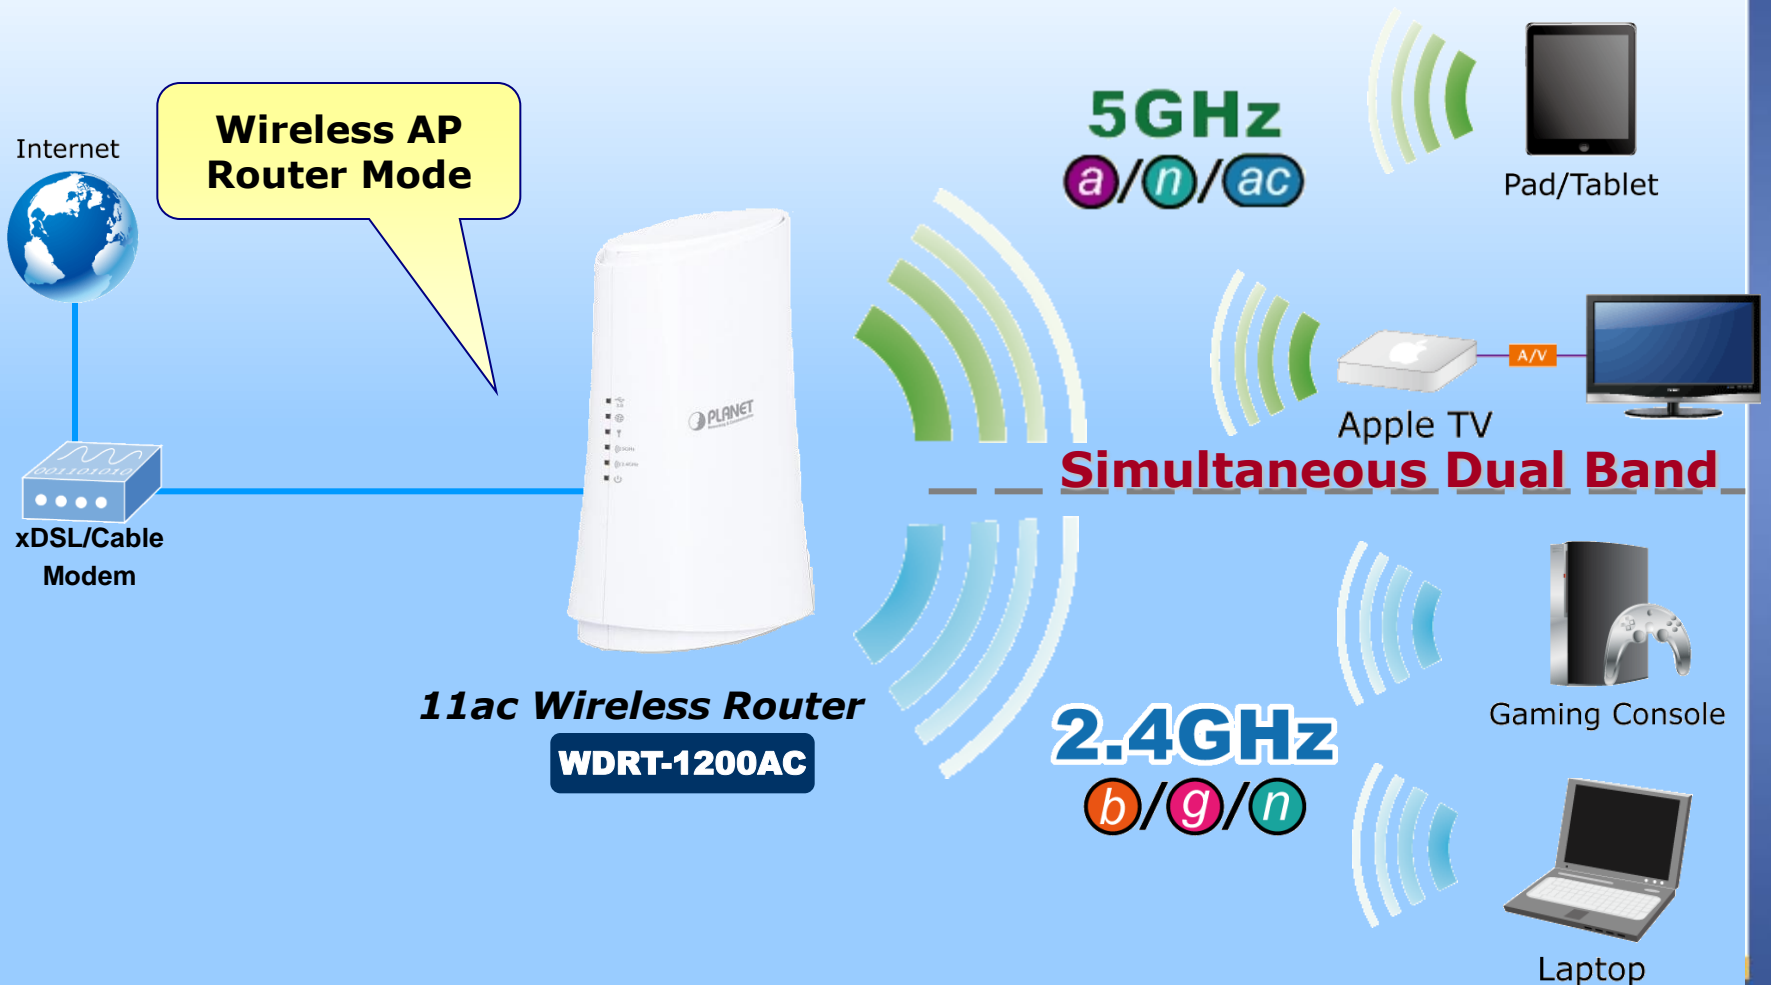 Internet
Wireless AP
Router Mode
001101010
xDSL/Cable
Modem
PLANET
11ac Wireless Router
WDRT-1200AC
5GHz
a/n/ac
Pad/Tablet
A/V
Apple TV
Simultaneous Dual Band
Gaming Console
2.4GHz
b/g/n
Laptop